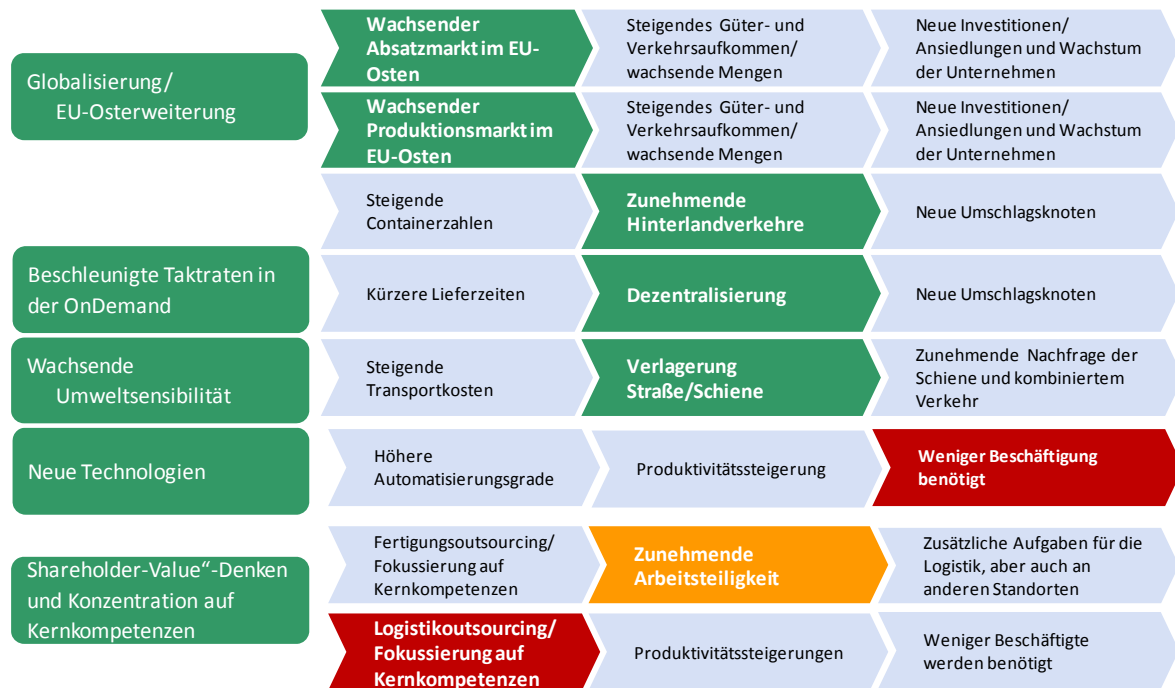 Globalisierung/
EU-Osterweiterung
Wachsender
Absatzmarkt im EU-
Osten
Steigendes Güter- und
Verkehrsaufkommen/
wachsende Mengen
Neue Investitionen/
Ansiedlungen und Wachstum
der Unternehmen
Wachsender
Produktionsmarkt im
EU-Osten
Steigendes Güter- und
Verkehrsaufkommen/
wachsende Mengen
Neue Investitionen/
Ansiedlungen und Wachstum
der Unternehmen
Steigende
Containerzahlen
Zunehmende
Hinterlandverkehre
Neue Umschlagsknoten
Beschleunigte Taktraten in
der OnDemand
Kürzere Lieferzeiten
Dezentralisierung
Neue Umschlagsknoten
Wachsende
Umweltsensibilität
Steigende
Transportkosten
Verlagerung
Straße/Schiene
Zunehmende Nachfrage der
Schiene und kombiniertem
Verkehr
Neue Technologien
Höhere
Automatisierungsgrade
Produktivitätssteigerung
Weniger Beschäftigung
benötigt
Shareholder-Value“-Denken
und Konzentration auf
Kernkompetenzen
Fertigungsoutsourcing/
Fokussierung auf
Kernkompetenzen
Zunehmende
Arbeitsteiligkeit
Zusätzliche Aufgaben für die
Logistik, aber auch an
anderen Standorten
Logistikoutsourcing/
Fokussierung auf
Kernkompetenzen
Produktivitätssteigerungen
Weniger Beschäftigte
werden benötigt